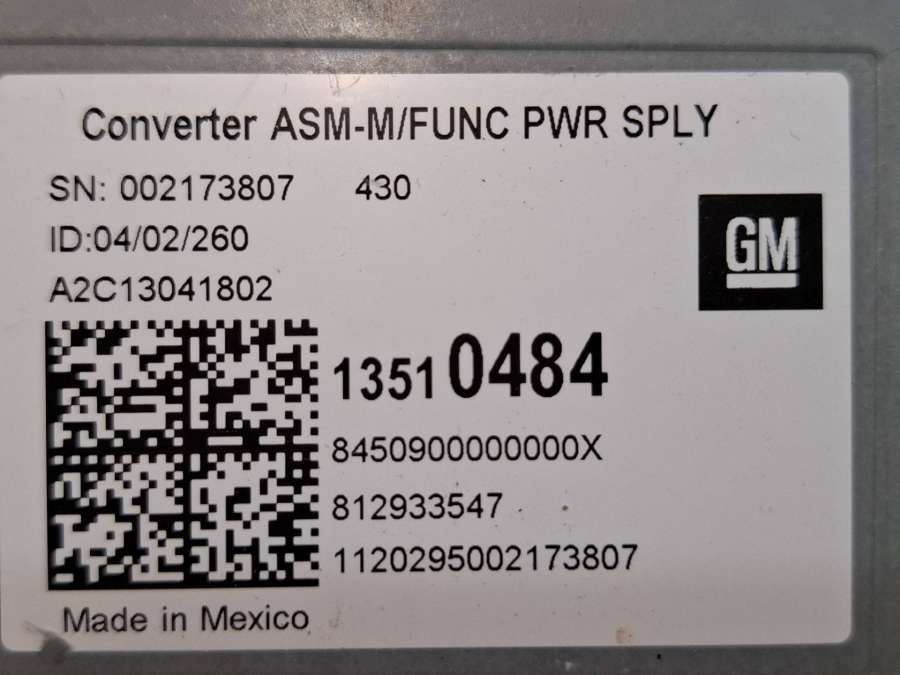 Converter ASM-M/FUNC PWR SPLY
SN: 002173807 430
ID:04/02/260
A2C13041802
GM
13510484
8450900000000X
812933547
1120295002173807
Made in Mexico